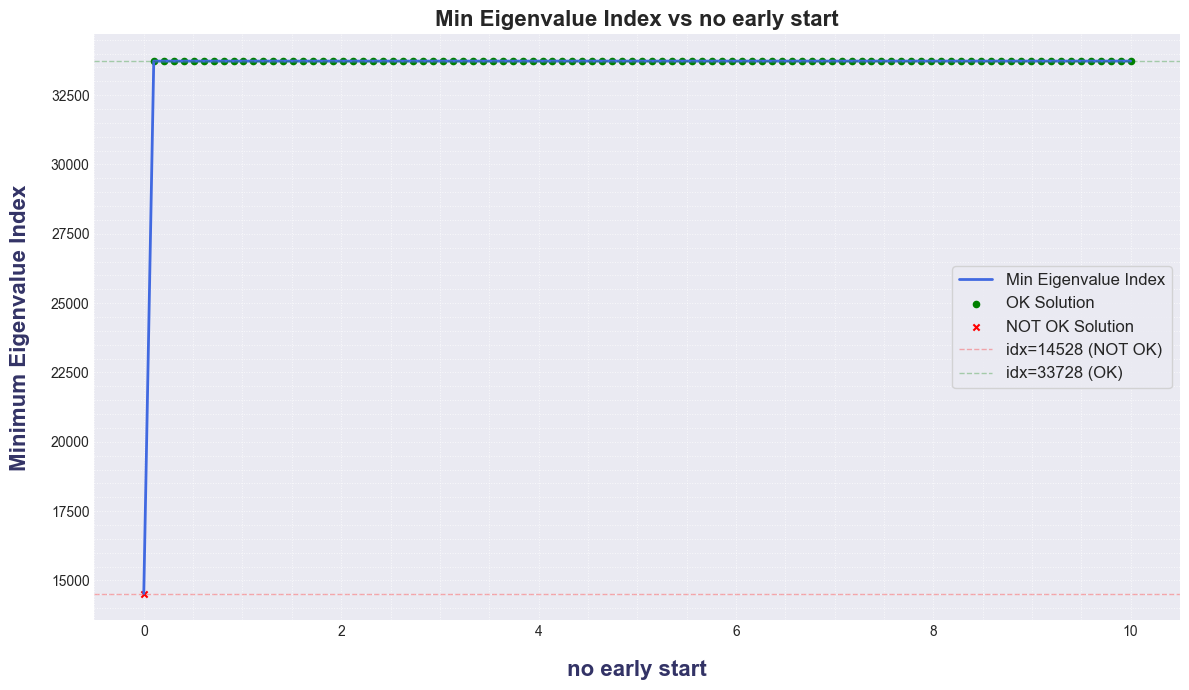 Min Eigenvalue Index vs no early start
Minimum Eigenvalue Index
32500
30000
27500
25000
22500
20000
17500
15000
Min Eigenvalue Index
OK Solution
NOT OK Solution
idx=14528 (NOT OK)
idx=33728 (OK)
0 2 4 6 8 10
no early start